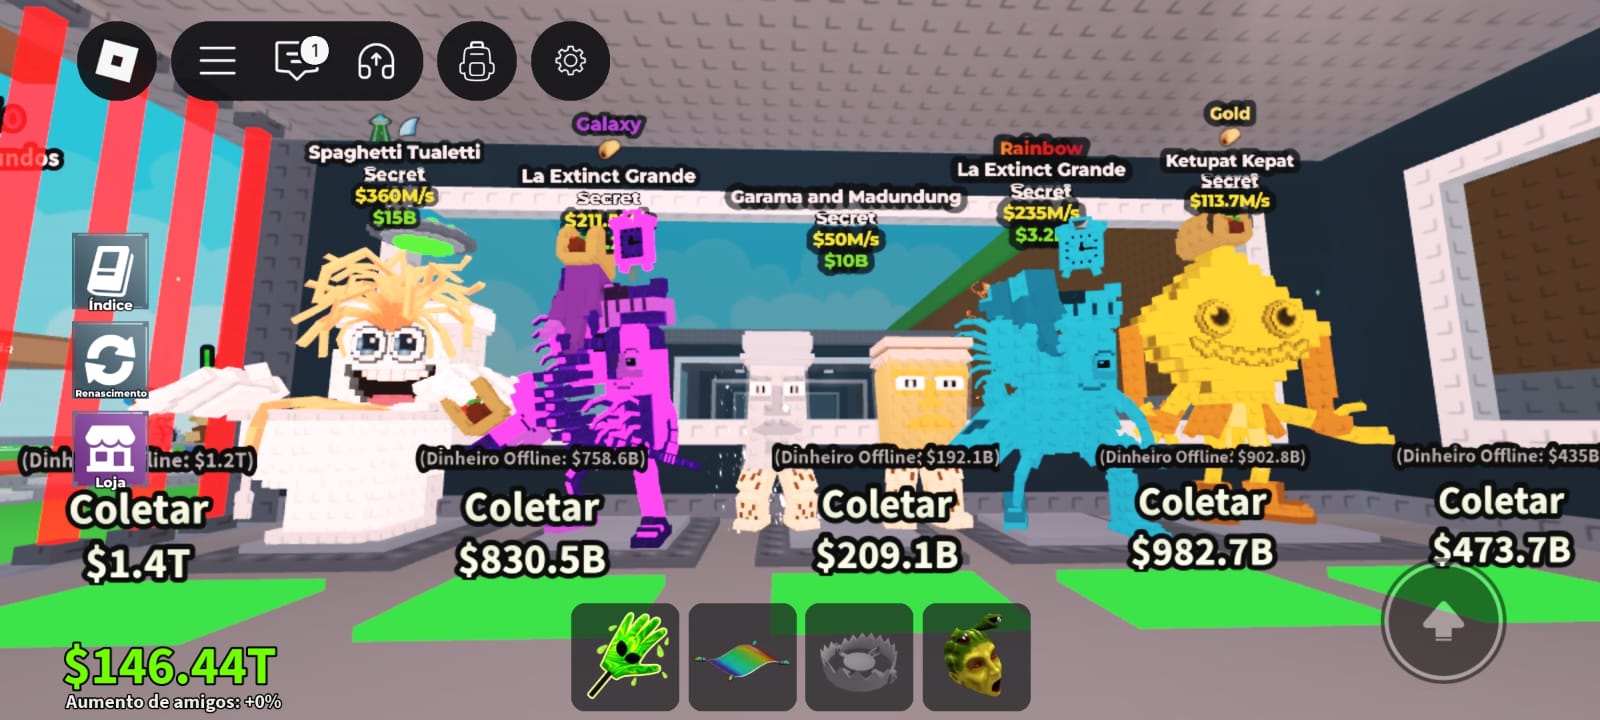 1
Galaxy
Gold
Spaghetti Tualetti
Secret
$360M/s
$15B
La Extinct Grande
Secret
Garama and Madundung
Secret
$50M/s
$10B
Rainbow
La Extinct Grande
Secret
$235M/s
Ketupat Kepat
Secret
$113.7M/s
Índice
Renascimento
Loja
(Dinheiro Offline: $758.6B)
(Dinheiro Offline: $192.1B)
(Dinheiro Offline: $902.8B)
(Dinheiro Offline: $435B
Coletar
$1.4T
Coletar
$830.5B
Coletar
$209.1B
Coletar
$982.7B
Coletar
$473.7B
$146.44T
Aumento de amigos: +0%